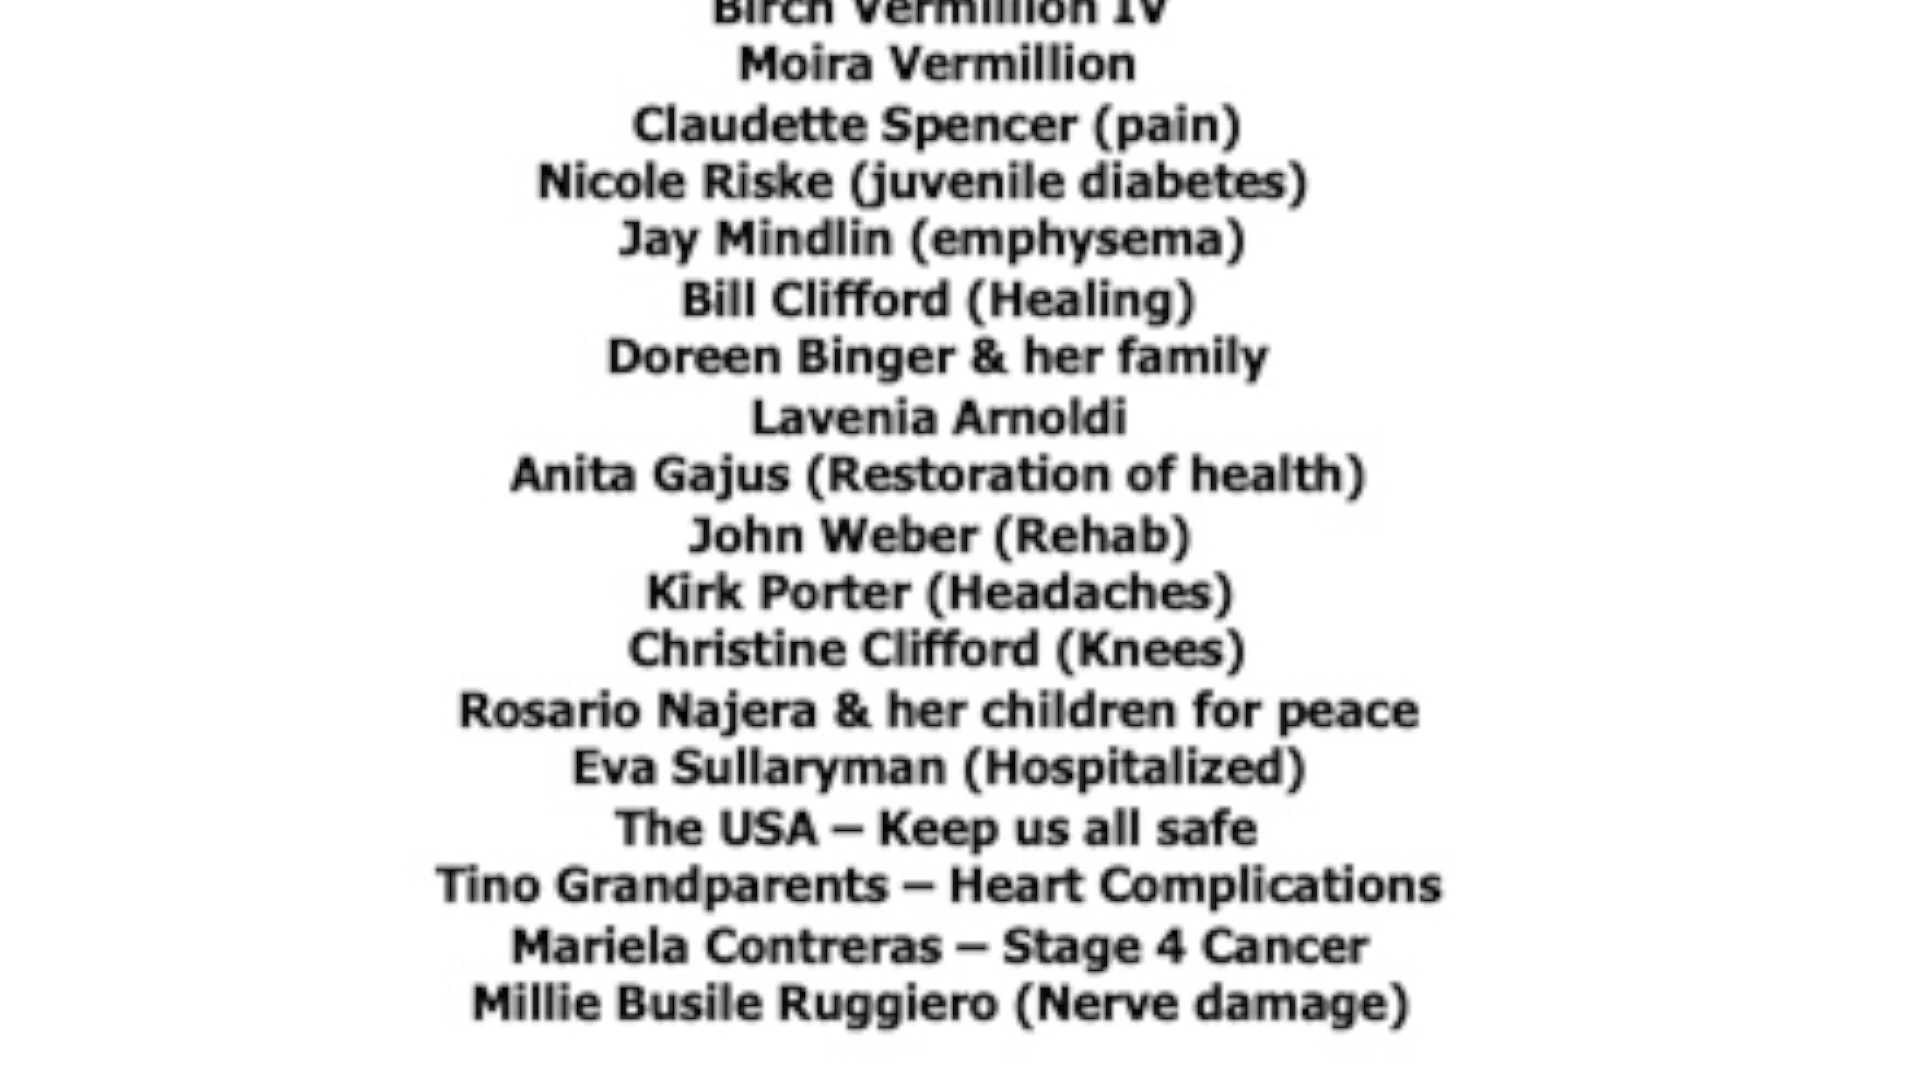 Birch Vermillion IV
Moira Vermillion
Claudette Spencer (pain)
Nicole Riske (juvenile diabetes)
Jay Mindlin (emphysema)
Bill Clifford (Healing)
Doreen Binger & her family
Lavenia Arnoldi
Anita Gajus (Restoration of health)
John Weber (Rehab)
Kirk Porter (Headaches)
Christine Clifford (Knees)
Rosario Najera & her children for peace
Eva Sullaryman (Hospitalized)
The USA – Keep us all safe
Tino Grandparents – Heart Complications
Mariela Contreras – Stage 4 Cancer
Millie Busile Ruggiero (Nerve damage)